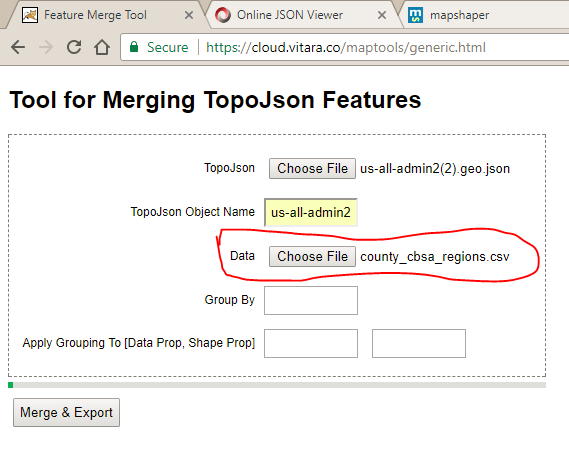 Feature Merge Tool
Online JSON Viewer
mapshaper
Secure https://cloud.vitara.co/maptools/generic.html
Tool for Merging TopoJson Features
TopoJson Choose File us-all-admin2(2).geo.json
TopoJson Object Name us-all-admin2
Data Choose File county_cbsa_regions.csv
Group By
Apply Grouping To [Data Prop, Shape Prop]
Merge & Export